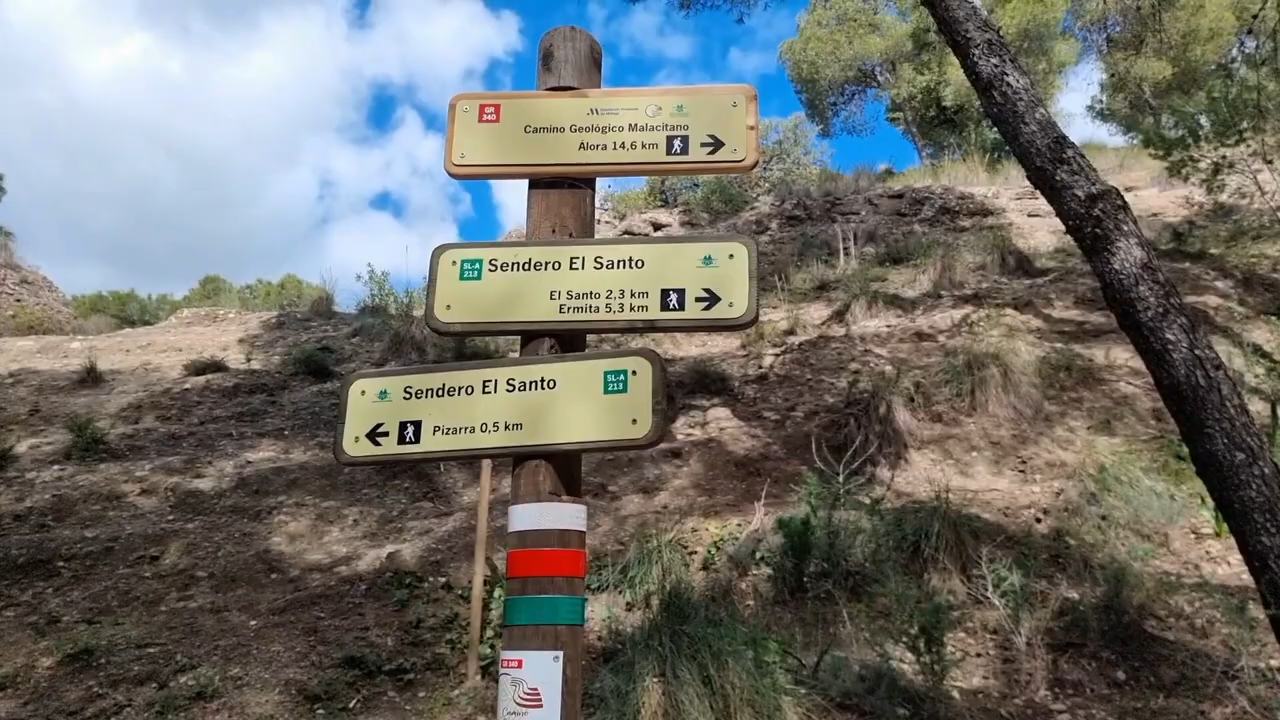 GR
340
Camino Geológico Malacitano
Álora 14,6 km
SL-A
213
Sendero El Santo
El Santo 2,3 km
Ermita 5,3 km
Sendero El Santo
SL-A
213
Pizarra 0,5 km
GR 340
Camino